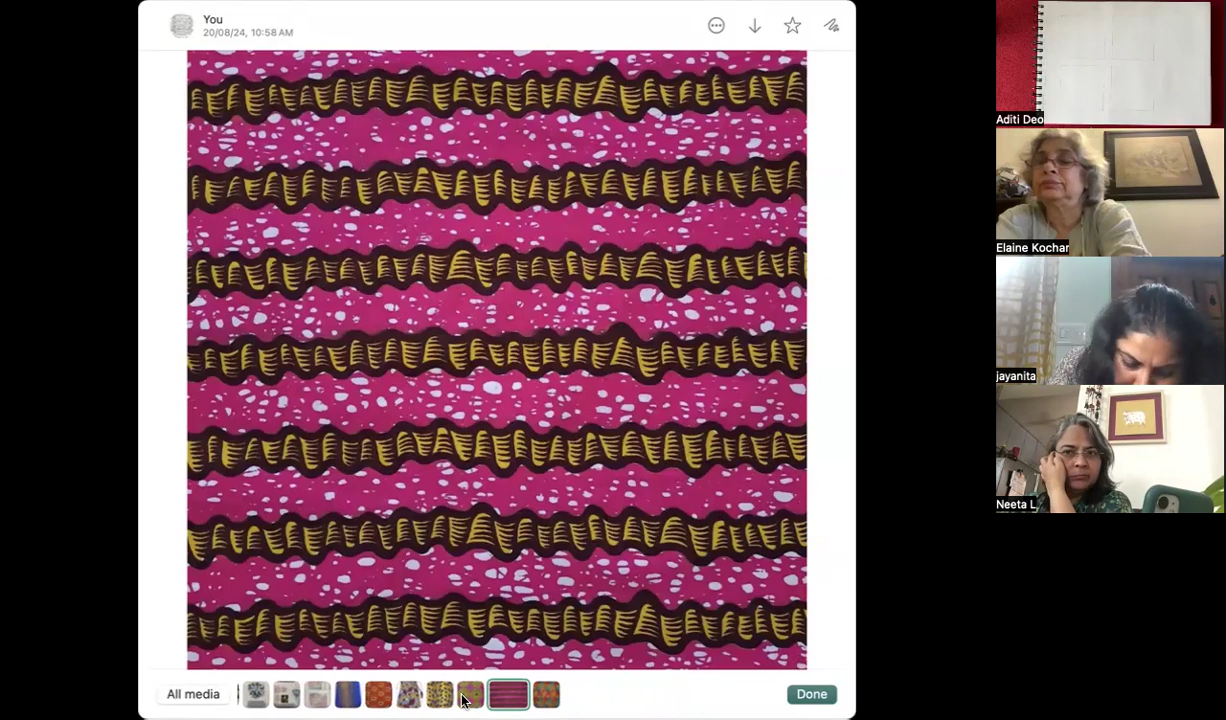 You
20/08/24, 10:58 AM
All media
Done
Aditi Deo
Elaine Kochar
jayanita
Neeta L